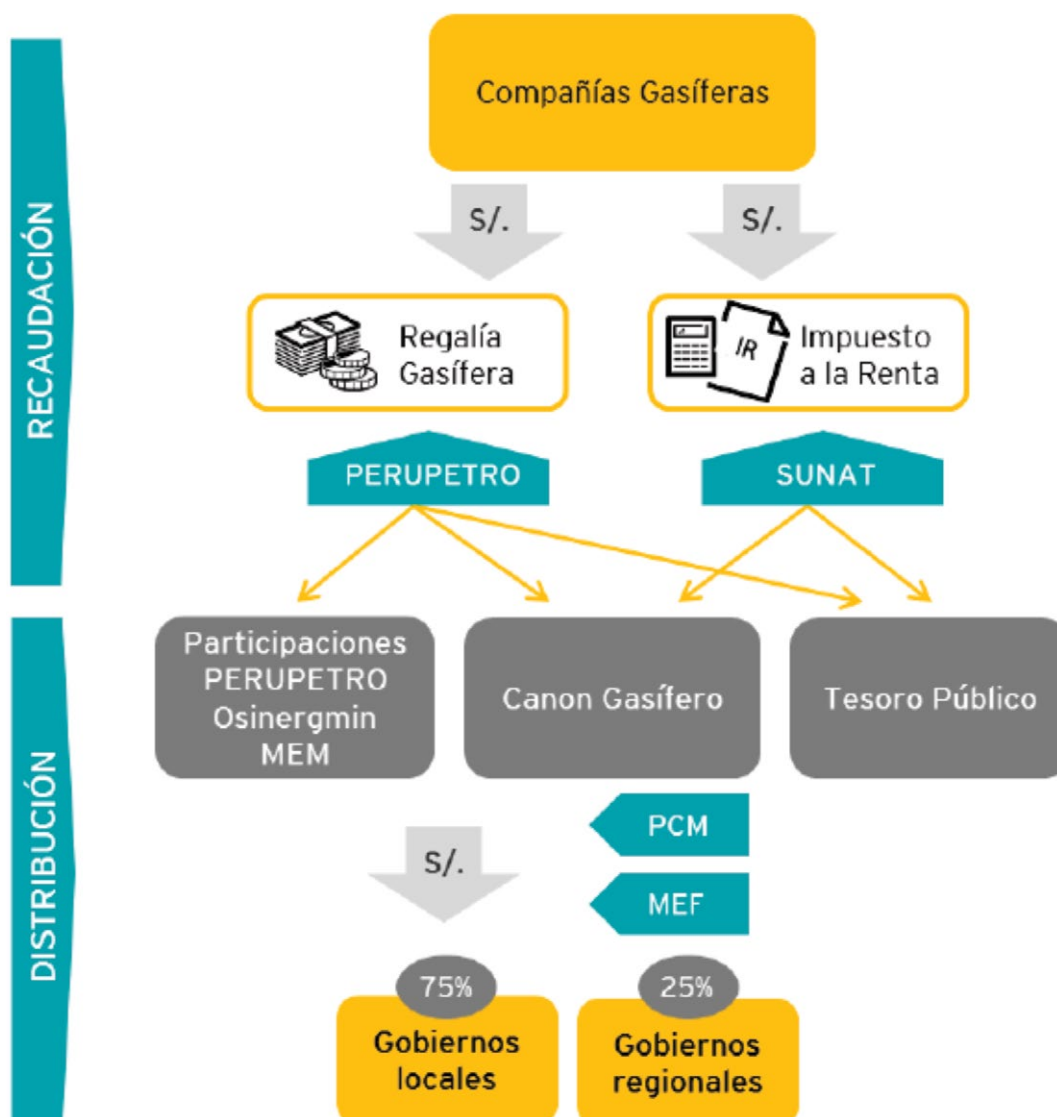 RECAUDACIÓN
Compañías Gasíferas
S/.
S/.
Regalía
Gasífera
IR
Impuesto
a la Renta
PERUPETRO
SUNAT
DISTRIBUCIÓN
Participaciones
PERUPETRO
Osinergmin
MEM
Canon Gasífero
Tesoro Público
PCM
S/.
MEF
75%
Gobiernos
locales
25%
Gobiernos
regionales